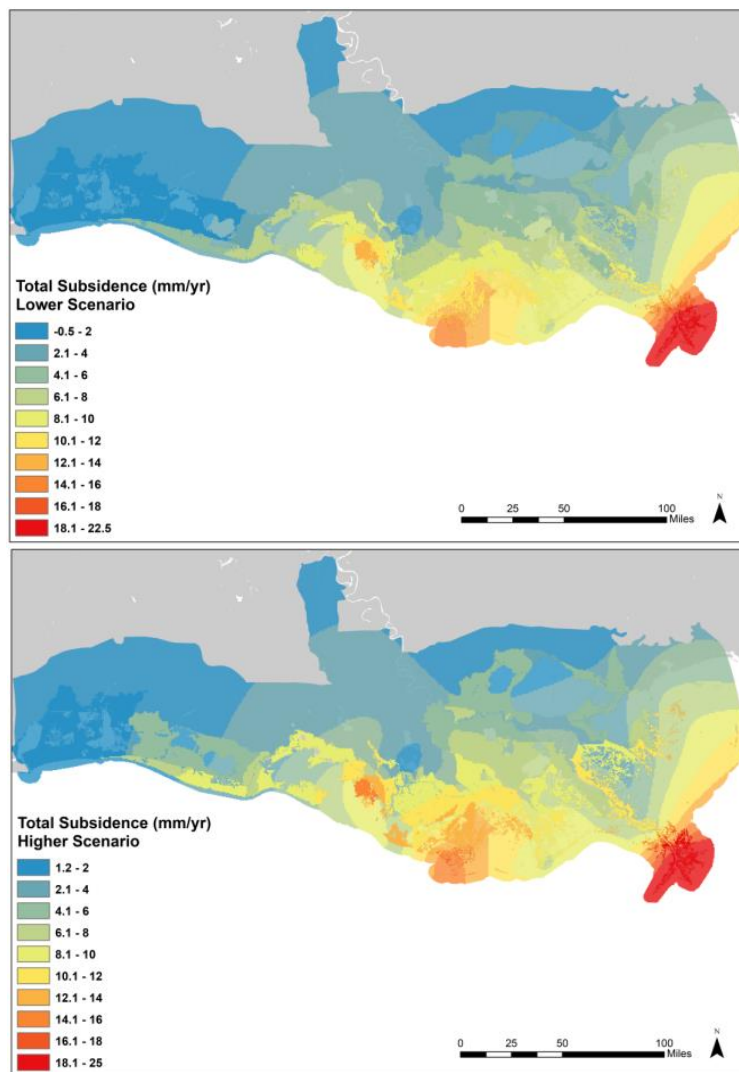 Total Subsidence (mm/yr)
Lower Scenario
-0.5 - 2
2.1 - 4
4.1 - 6
6.1 - 8
8.1 - 10
10.1 - 12
12.1 - 14
14.1 - 16
16.1 - 18
18.1 - 22.5
0 25 50 100
Miles
N
Total Subsidence (mm/yr)
Higher Scenario
1.2 - 2
2.1 - 4
4.1 - 6
6.1 - 8
8.1 - 10
10.1 - 12
12.1 - 14
14.1 - 16
16.1 - 18
18.1 - 25
0 25 50 100
Miles
N